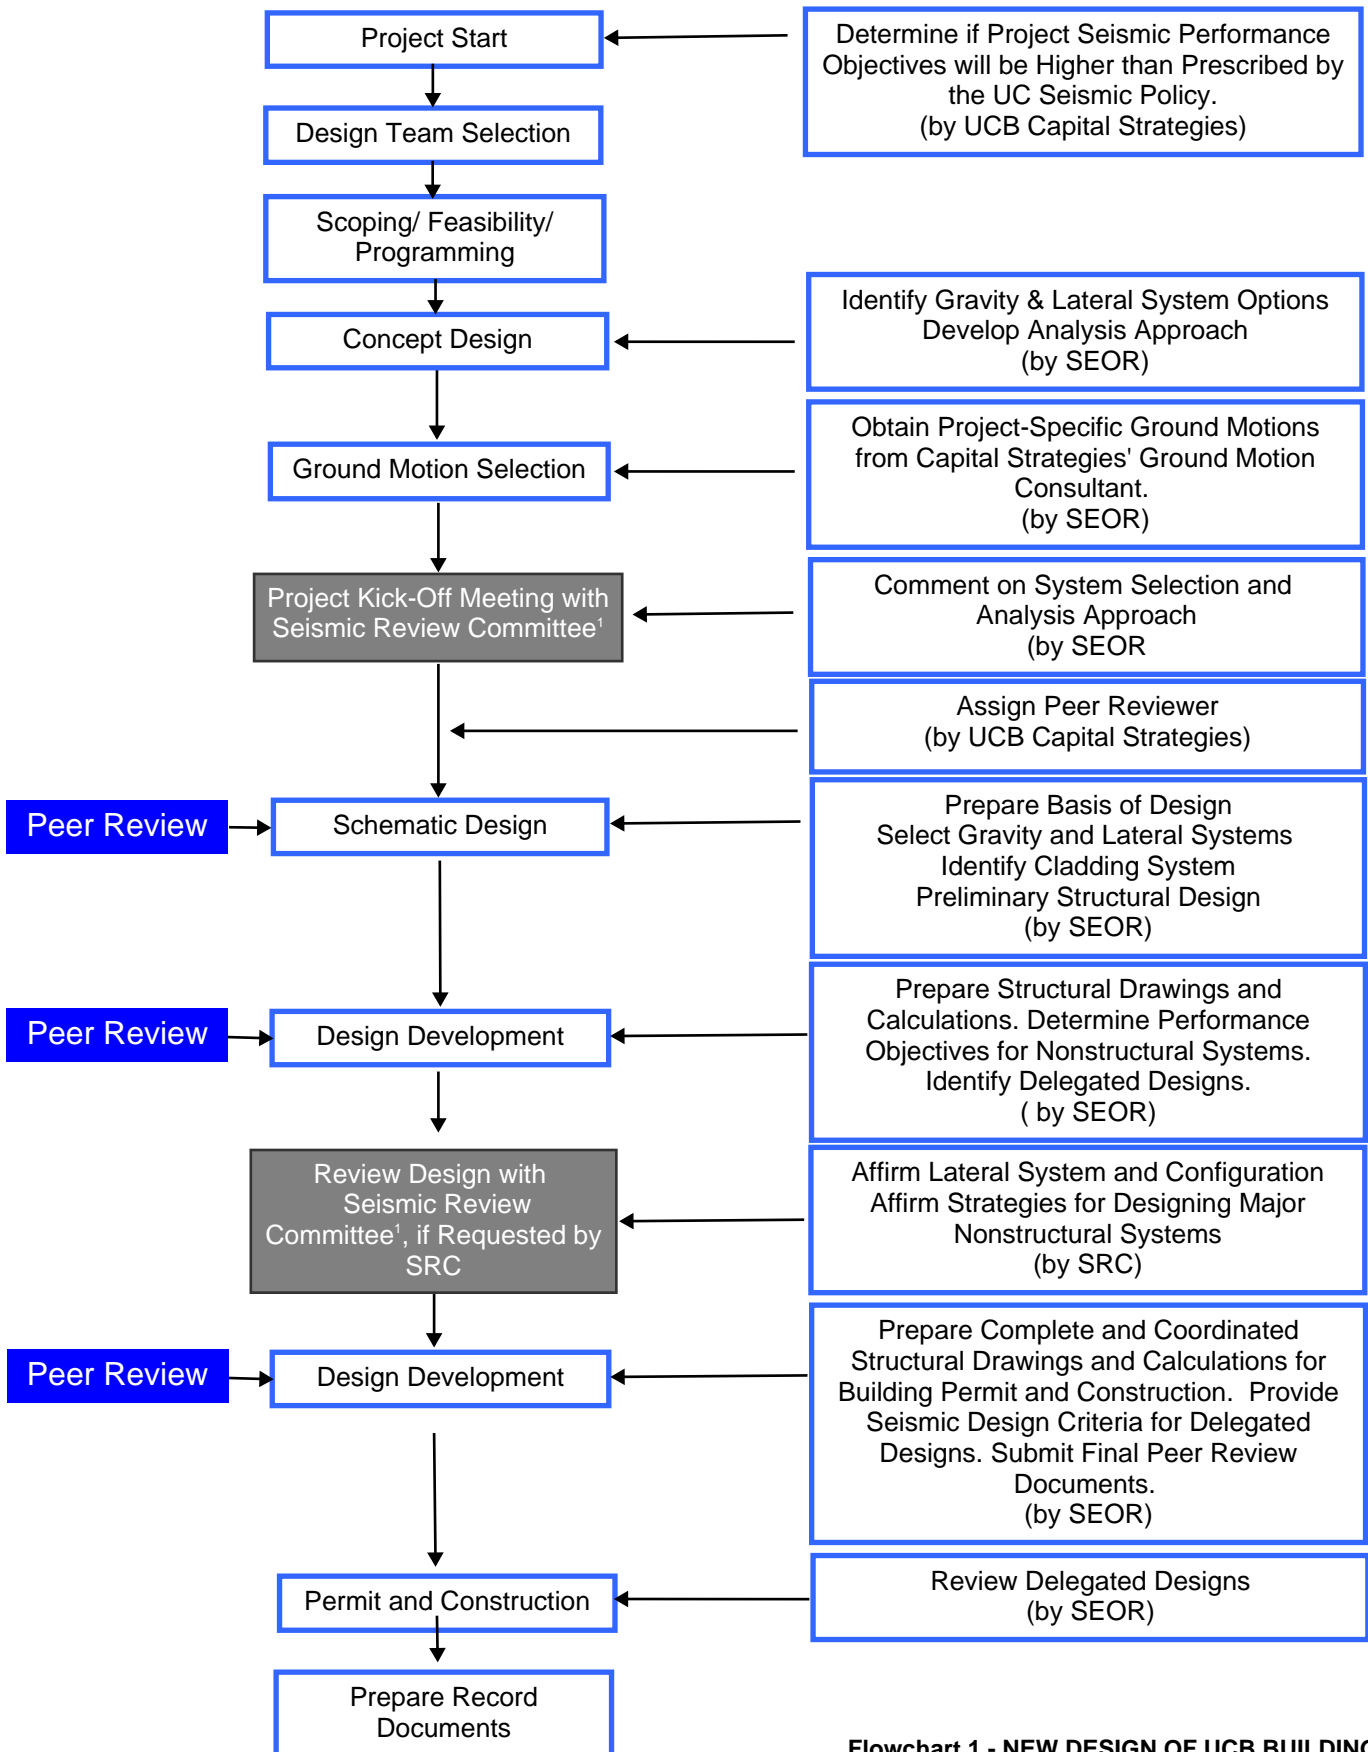 Project Start
Determine if Project Seismic Performance
Objectives will be Higher than Prescribed by
the UC Seismic Policy.
(by UCB Capital Strategies)
Design Team Selection
Scoping/ Feasibility/
Programming
Concept Design
Identify Gravity & Lateral System Options
Develop Analysis Approach
(by SEOR)
Ground Motion Selection
Obtain Project-Specific Ground Motions
from Capital Strategies' Ground Motion
Consultant.
(by SEOR)
Project Kick-Off Meeting with
Seismic Review Committee¹
Comment on System Selection and
Analysis Approach
(by SEOR
Assign Peer Reviewer
(by UCB Capital Strategies)
Peer Review
Schematic Design
Prepare Basis of Design
Select Gravity and Lateral Systems
Identify Cladding System
Preliminary Structural Design
(by SEOR)
Peer Review
Design Development
Prepare Structural Drawings and
Calculations. Determine Performance
Objectives for Nonstructural Systems.
Identify Delegated Designs.
( by SEOR)
Review Design with
Seismic Review
Committee¹, if Requested by
SRC
Affirm Lateral System and Configuration
Affirm Strategies for Designing Major
Nonstructural Systems
(by SRC)
Peer Review
Design Development
Prepare Complete and Coordinated
Structural Drawings and Calculations for
Building Permit and Construction. Provide
Seismic Design Criteria for Delegated
Designs. Submit Final Peer Review
Documents.
(by SEOR)
Permit and Construction
Review Delegated Designs
(by SEOR)
Prepare Record
Documents
Flowchart 1 - NEW DESIGN OF UCB BUILDING